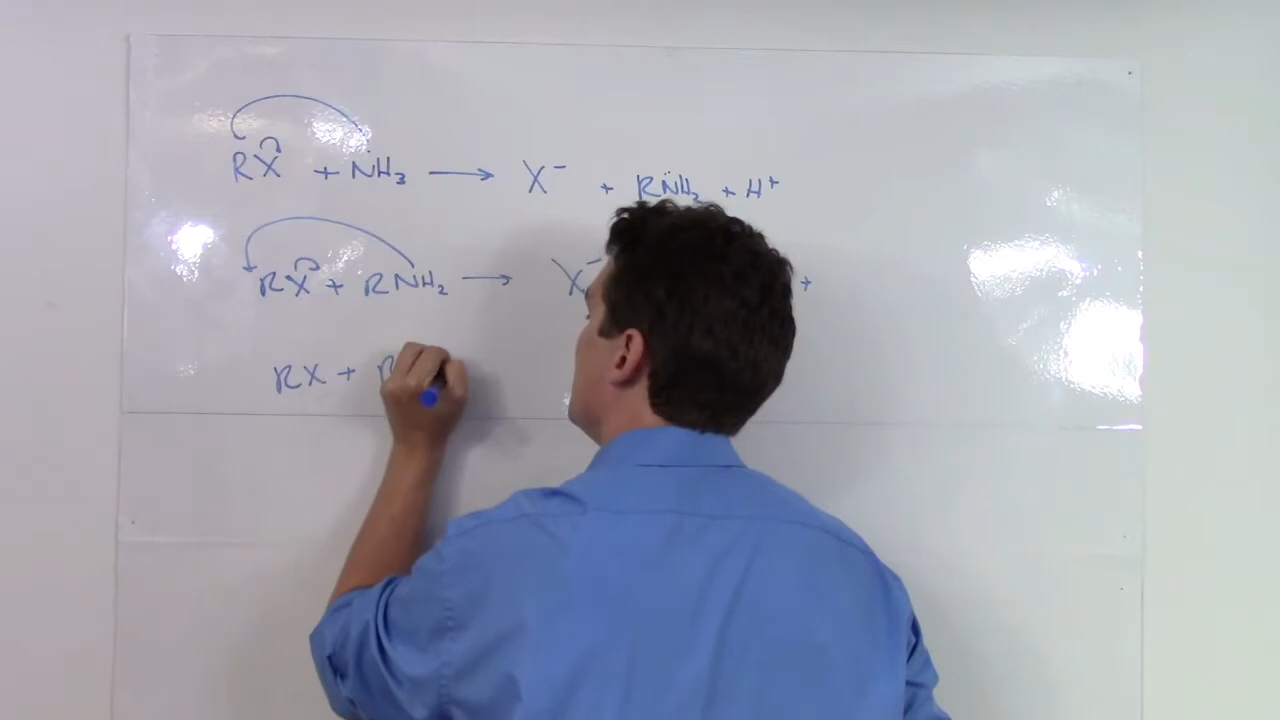 RX + NH₃ → X⁻ + RNH₂ + H⁺
RX + RNH₂ → X⁻ +
RX + R